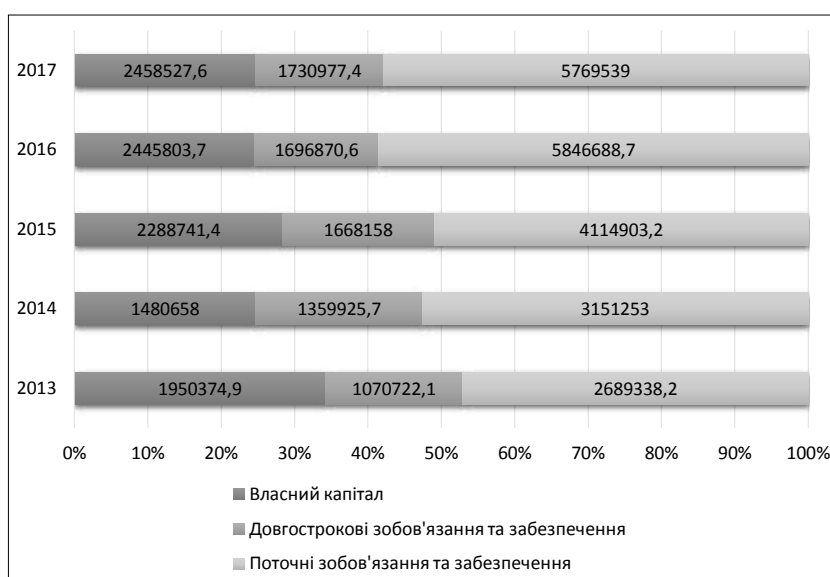 2017 2458527,6 1730977,4 5769539
2016 2445803,7 1696870,6 5846688,7
2015 2288741,4 1668158 4114903,2
2014 1480658 1359925,7 3151253
2013 1950374,9 1070722,1 2689338,2
0% 10% 20% 30% 40% 50% 60% 70% 80% 90% 100%
Власний капітал
Довгострокові зобов'язання та забезпечення
Поточні зобов'язання та забезпечення